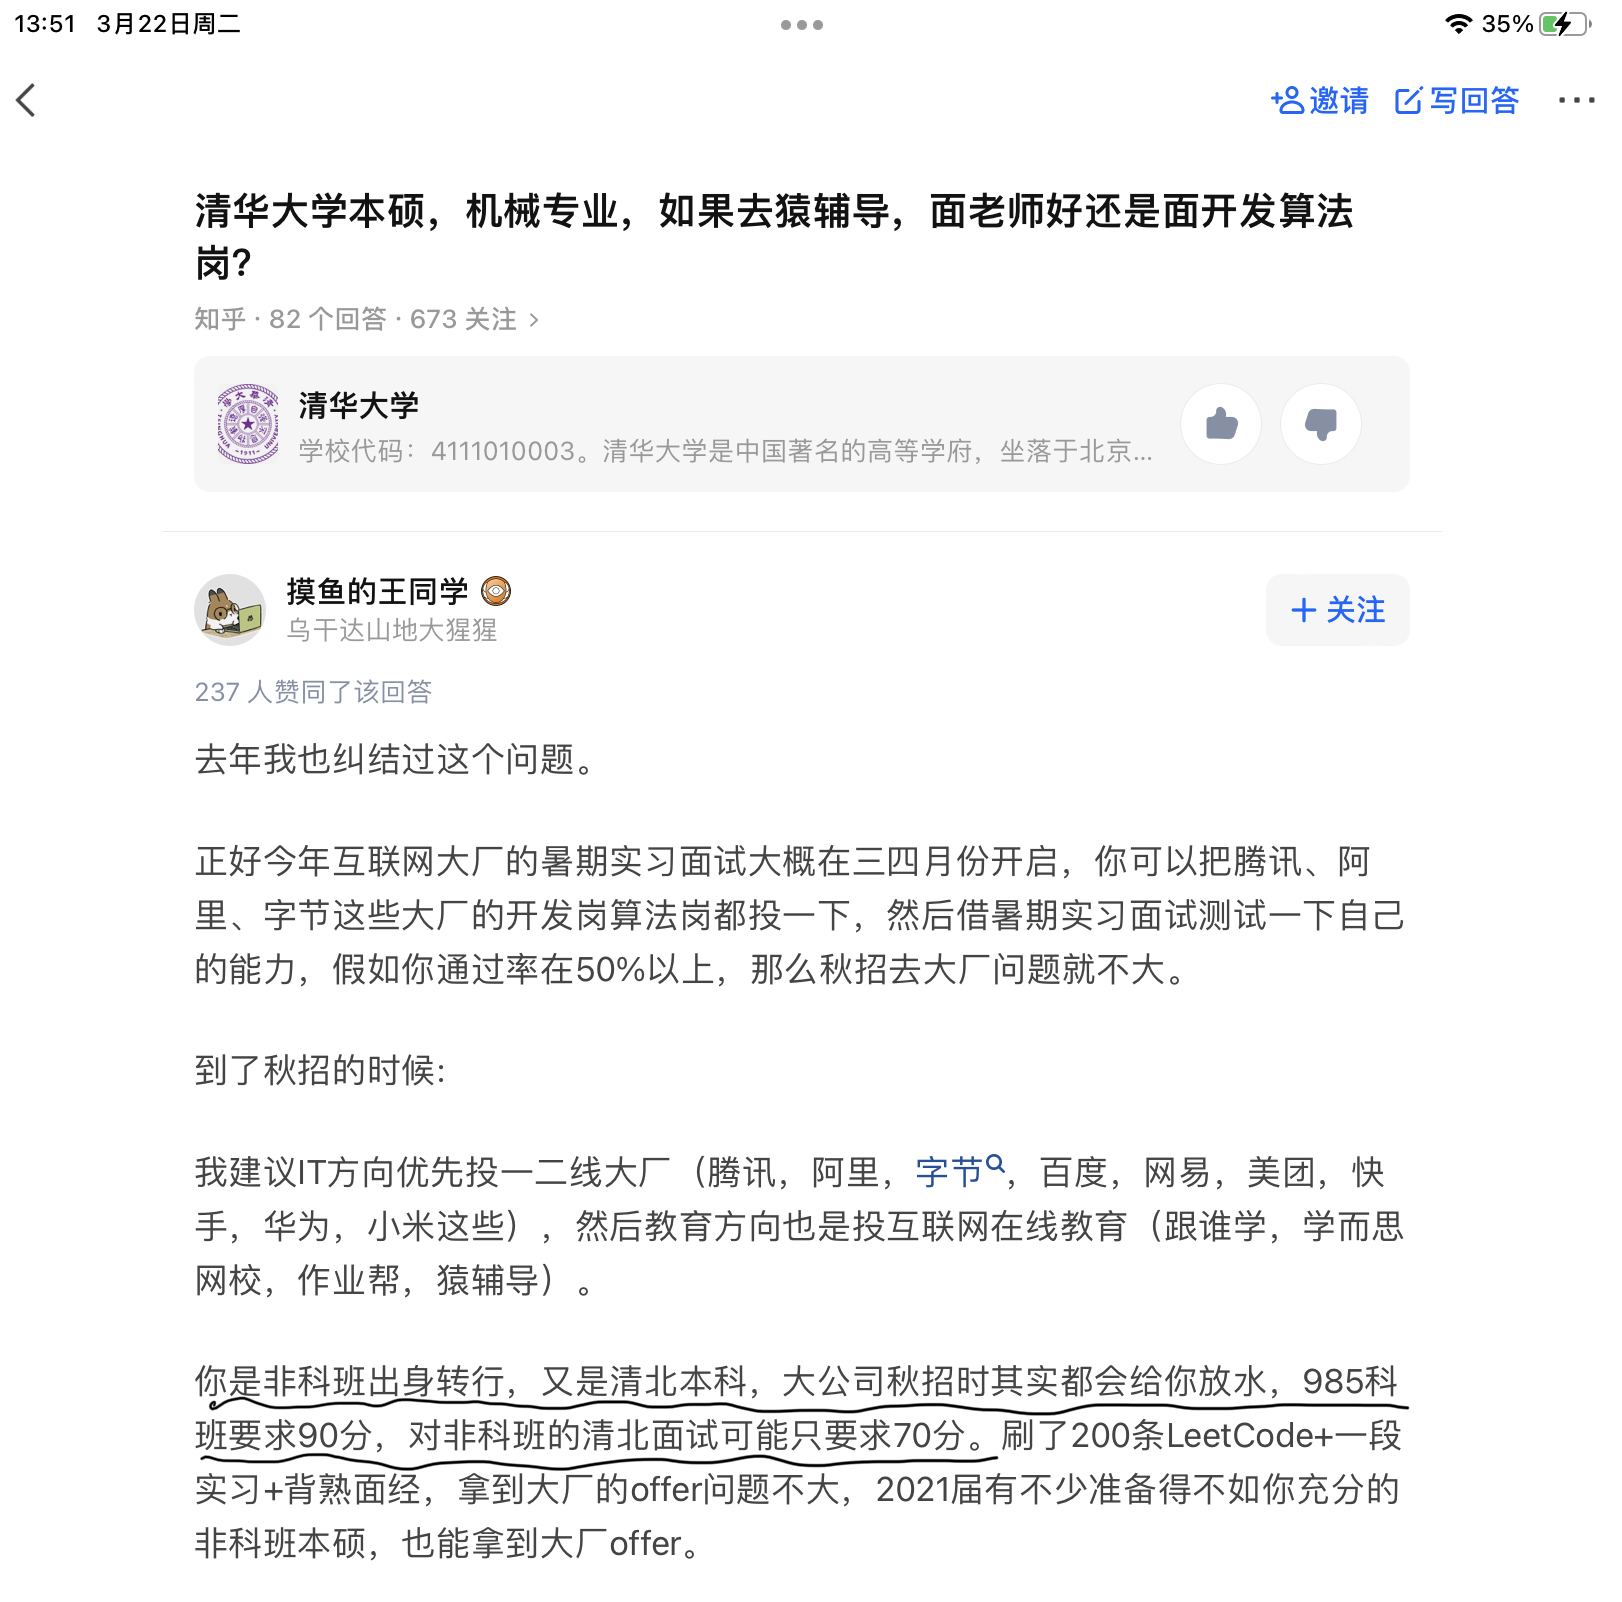 13:51 3月22日周二
35%
邀请 写回答
清华大学本硕，机械专业，如果去猿辅导，面老师好还是面开发算法
岗？
知乎 · 82 个回答 · 673 关注 >
清华大学
学校代码：4111010003。清华大学是中国著名的高等学府，坐落于北京...
摸鱼的王同学
乌干达山地大猩猩
+ 关注
237 人赞同了该回答
去年我也纠结过这个问题。
正好今年互联网大厂的暑期实习面试大概在三四月份开启，你可以把腾讯、阿
里、字节这些大厂的开发岗算法岗都投一下，然后借暑期实习面试测试一下自己
的能力，假如你通过率在50%以上，那么秋招去大厂问题就不大。
到了秋招的时候：
我建议IT方向优先投一二线大厂（腾讯，阿里，字节，百度，网易，美团，快
手，华为，小米这些），然后教育方向也是投互联网在线教育（跟谁学，学而思
网校，作业帮，猿辅导）。
你是非科班出身转行，又是清北本科，大公司秋招时其实都会给你放水，985科
班要求90分，对非科班的清北面试可能只要求70分。刷了200条LeetCode+一段
实习+背熟面经，拿到大厂的offer问题不大，2021届有不少准备得不如你充分的
非科班本硕，也能拿到大厂offer。